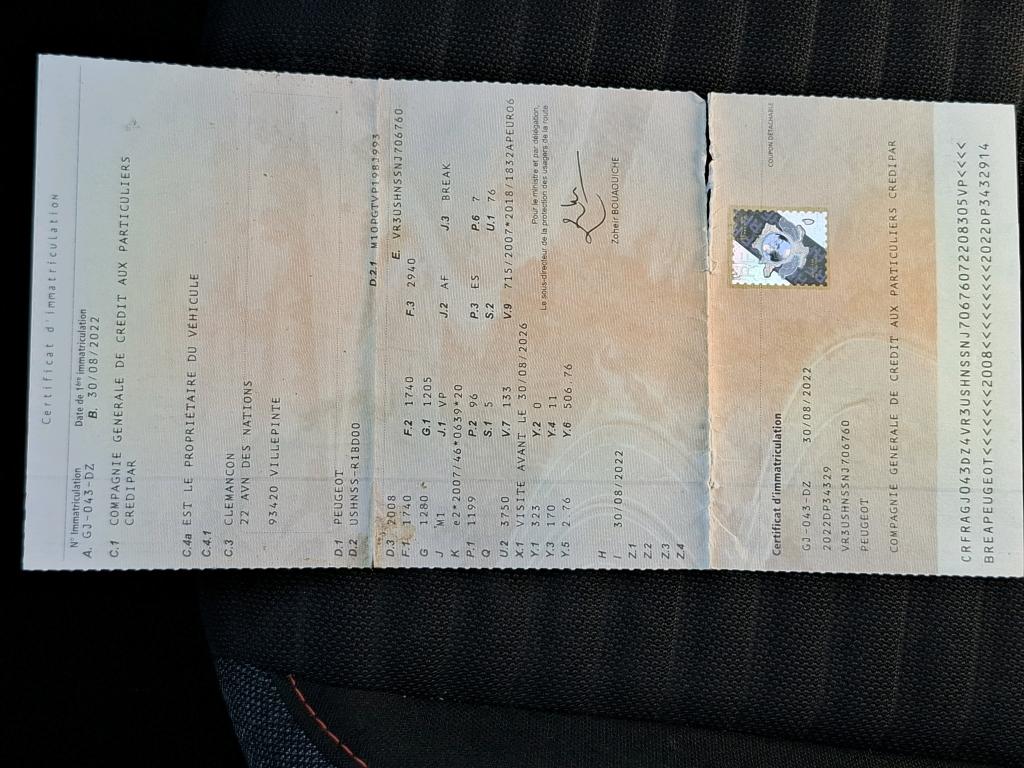 Certificat d'immatriculation
N° Immatriculation Date de 1ère immatriculation
A. GJ-043-DZ B. 30/08/2022
C.1 COMPAGNIE GENERALE DE CREDIT AUX PARTICULIERS
CREDIPAR
C.4a EST LE PROPRIÉTAIRE DU VÉHICULE
C.4.1
C.3 CLEMANCON
22 AVN DES NATIONS
93420 VILLEPINTE
D.1 PEUGEOT
D.2 USHNSS-R1BD00
D.2.1 M10PGTVP198J993
D.3 2008 E. VR3USHNSSNJ706760
F.1 1740 F.2 1740 F.3 2940
G 1280 G.1 1205
J M1 J.1 VP J.2 AF J.3 BREAK
K e2*2007/46*0639*20
P.1 1199 P.2 96 P.3 ES P.6 7
Q S.1 5 S.2 U.1 76
U.2 3750 V.7 133 V.9 715/2007*2018/1832APEURO6
X.1 VISITE AVANT LE 30/08/2026
Y.1 323 Y.2 0
Y.3 170 Y.4 11
Y.5 2.76 Y.6 506.76
Pour le ministre et par délégation,
Le sous-directeur de la protection des usagers de la route
H
I 30/08/2022
Zoheir BOUAOUICHE
Z.1
Z.2
Z.3
Z.4
COUPON DÉTACHABLE
Certificat d'immatriculation
GJ-043-DZ 30/08/2022
2022DP34329
VR3USHNSSNJ706760
PEUGEOT
COMPAGNIE GENERALE DE CREDIT AUX PARTICULIERS CREDIPAR
CRFRAGJ043DZ4VR3USHNSSNJ7067607220830​5VP<<<
BREAPEUGEOT<<<<<<2008<<<<<<<<<<2022DP3432914